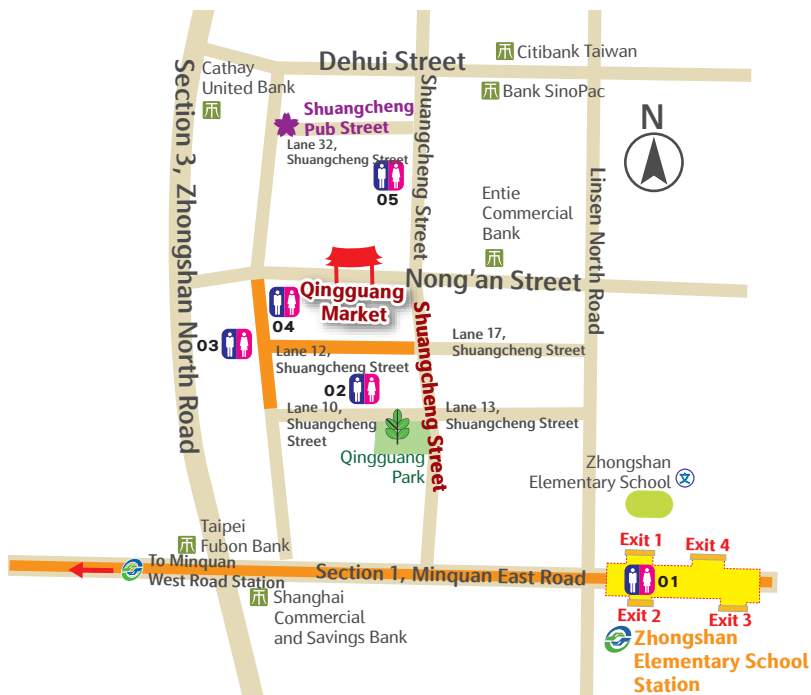 Dehui Street
Citibank Taiwan
Cathay
United Bank
Bank SinoPac
Section 3, Zhongshan North Road
Shuangcheng Street
Shuangcheng
Pub Street
Lane 32,
Shuangcheng Street
05
N
Linsen North Road
Entie
Commercial
Bank
Nong'an Street
Qingguang
Market
04
03
Shuangcheng Street
Lane 17,
Shuangcheng Street
Lane 12,
Shuangcheng Street
02
Lane 10,
Shuangcheng
Street
Lane 13,
Shuangcheng Street
Qingguang
Park
Zhongshan
Elementary School
文
Taipei
Fubon Bank
To Minquan
West Road Station
Section 1, Minquan East Road
Shanghai
Commercial
and Savings Bank
Exit 1
Exit 4
01
Exit 2
Exit 3
Zhongshan
Elementary School
Station